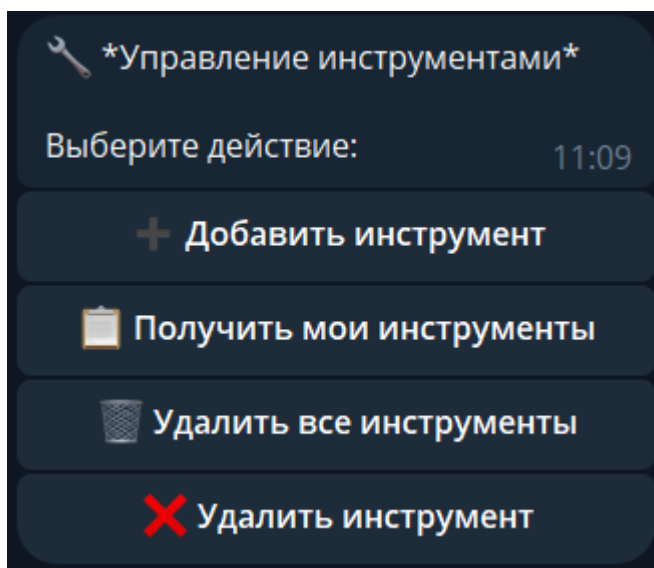 🔧 *Управление инструментами*
Выберите действие:
11:09
➕ Добавить инструмент
📋 Получить мои инструменты
🗑 Удалить все инструменты
❌ Удалить инструмент